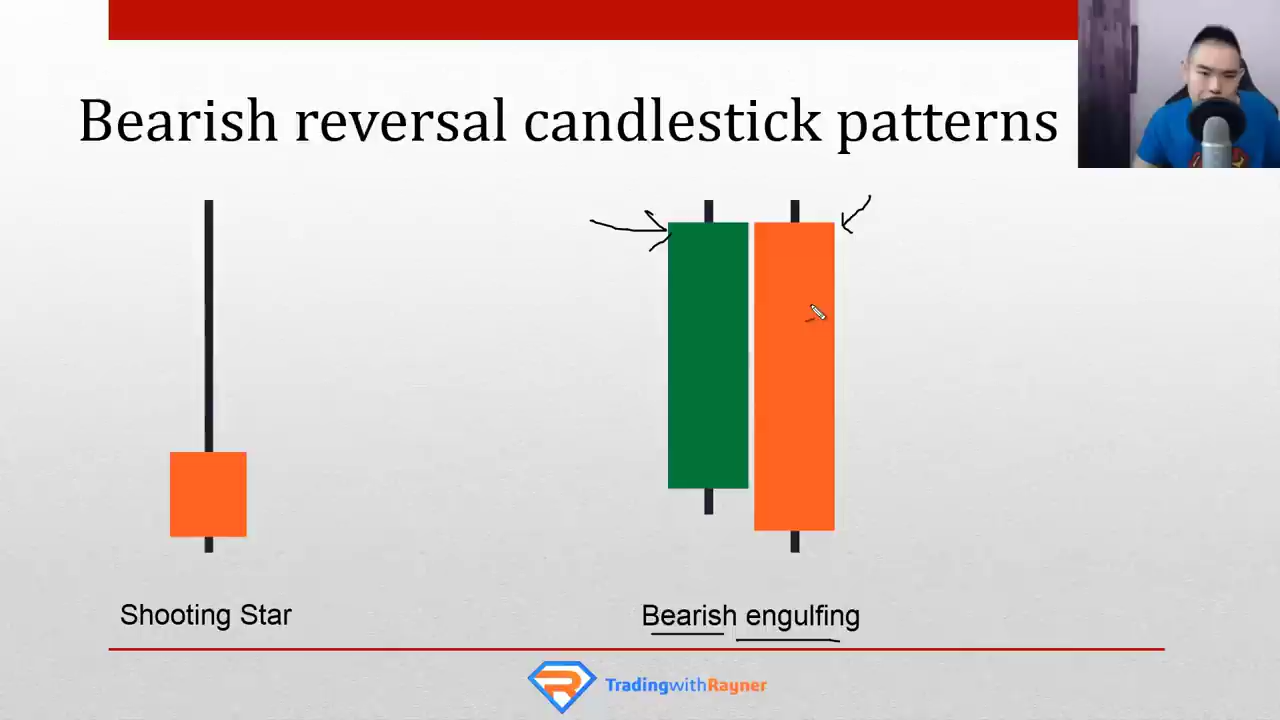 Bearish reversal candlestick patterns
Shooting Star
Bearish engulfing
TradingwithRayner